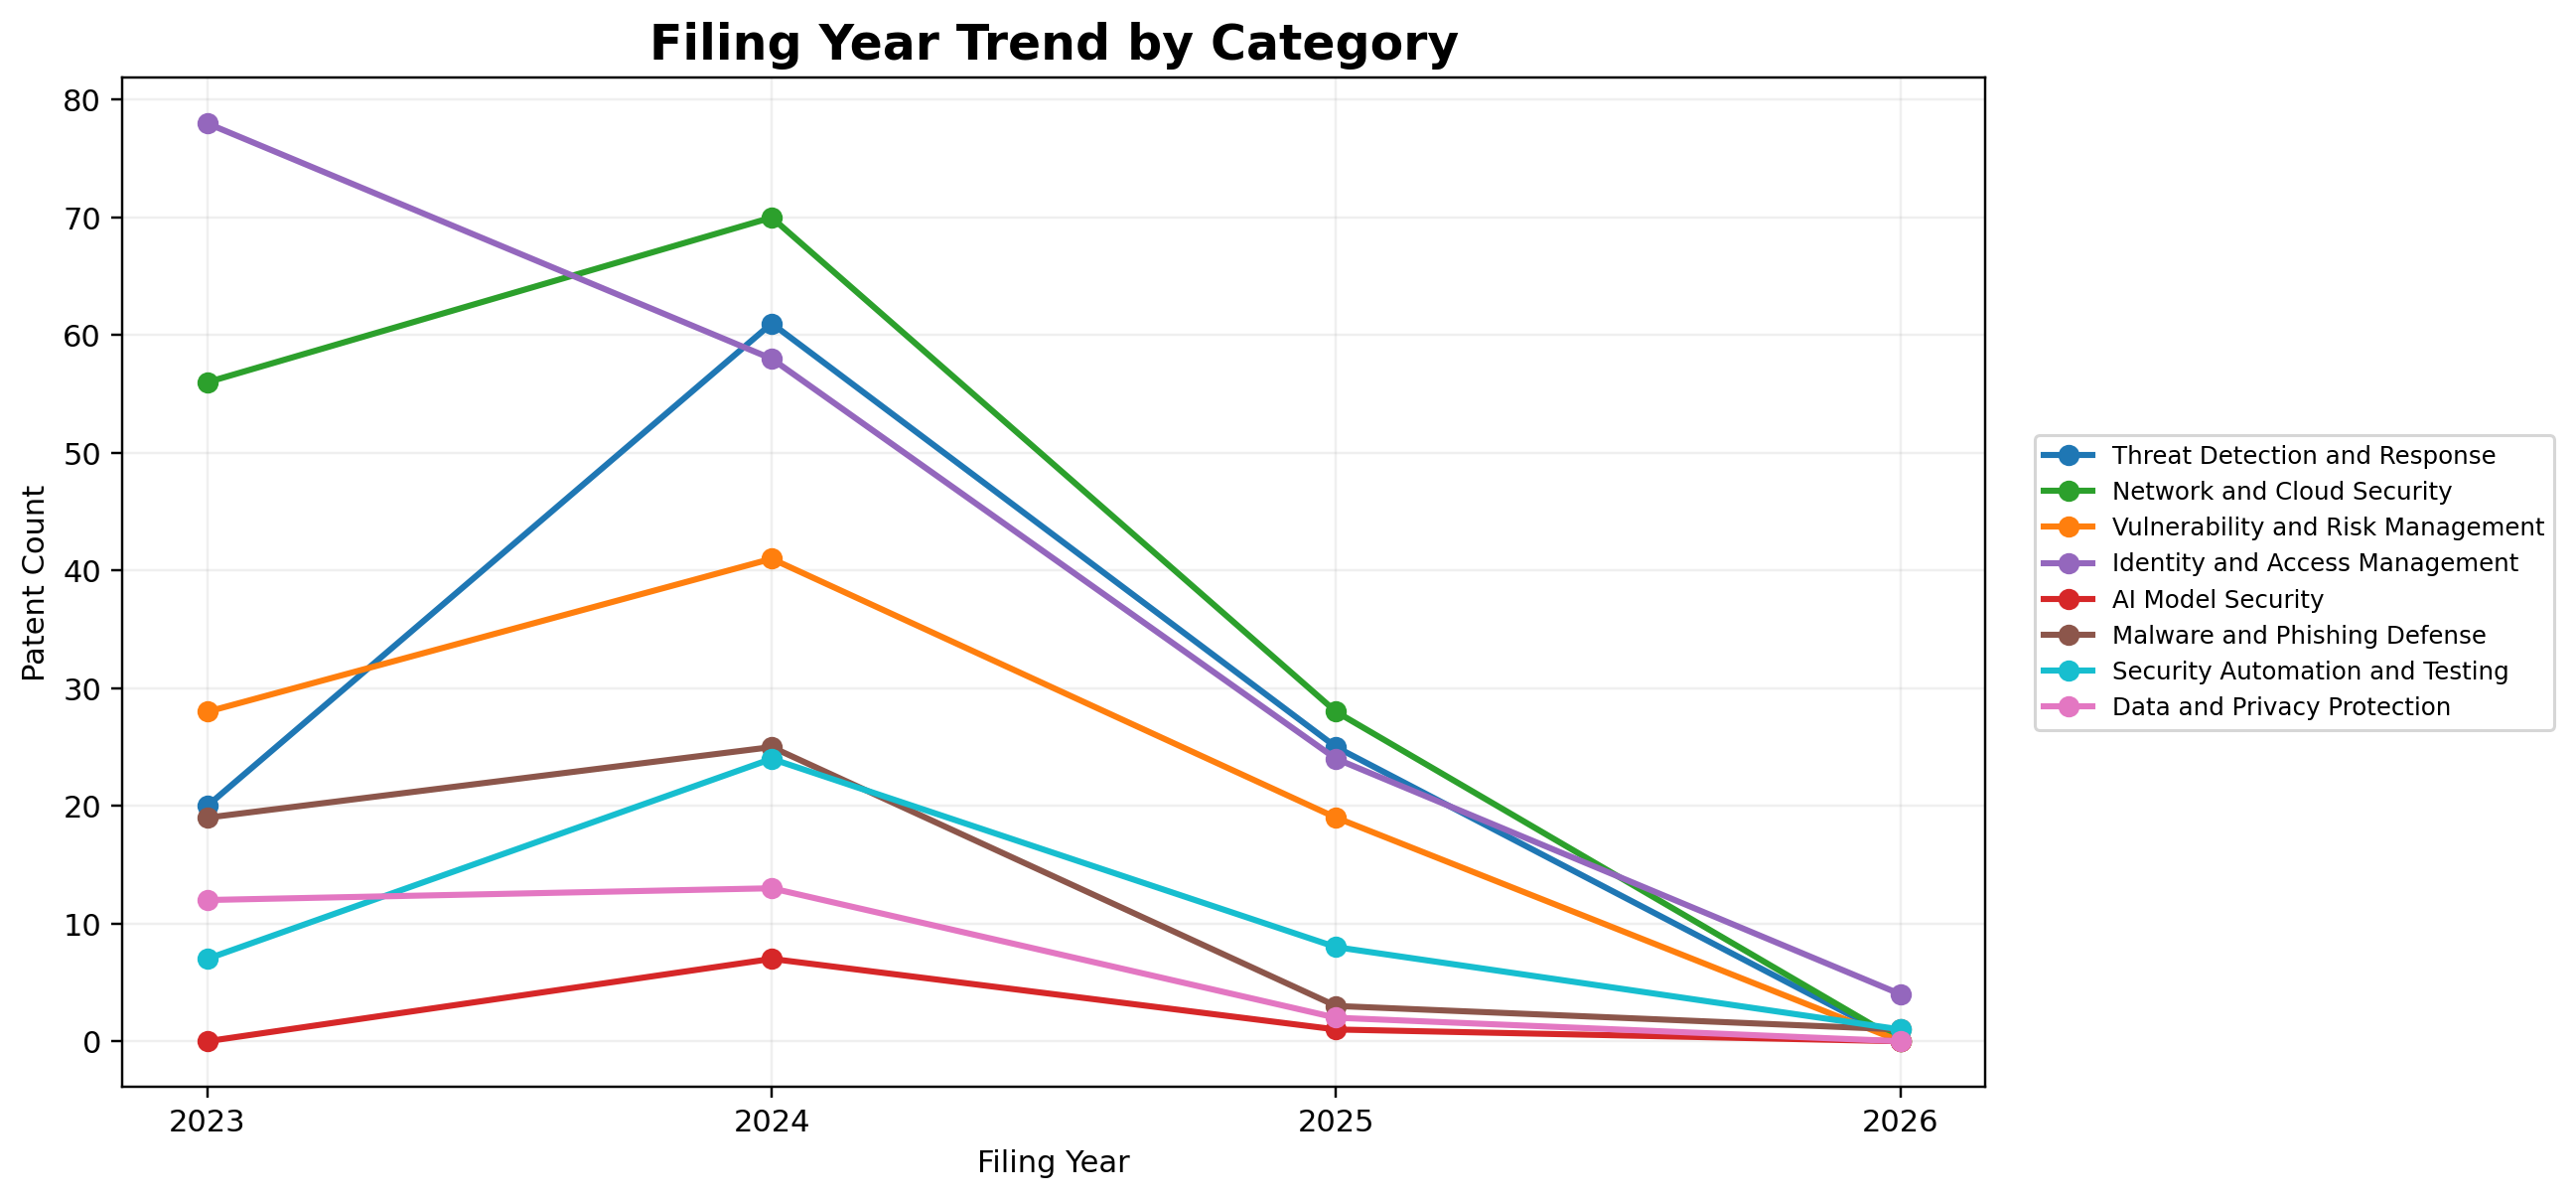 Filing Year Trend by Category
Patent Count
80
70
60
50
40
30
20
10
0
2023 2024 2025 2026
Filing Year
Threat Detection and Response
Network and Cloud Security
Vulnerability and Risk Management
Identity and Access Management
AI Model Security
Malware and Phishing Defense
Security Automation and Testing
Data and Privacy Protection